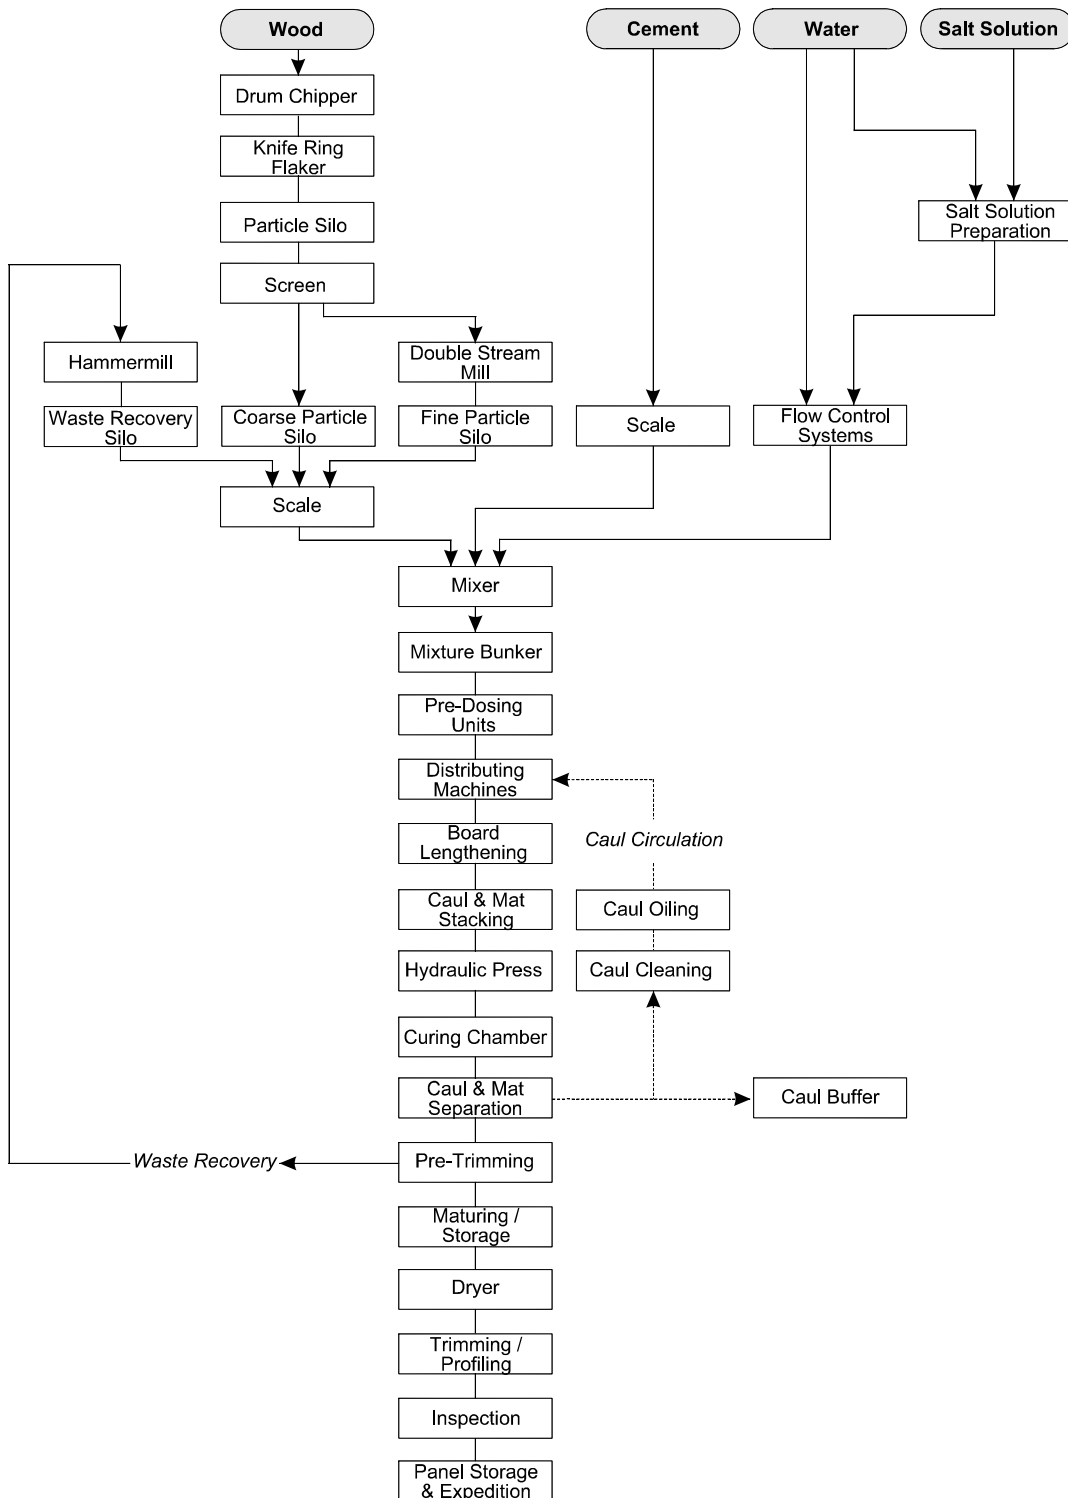 Wood
Cement
Water
Salt Solution
Drum Chipper
Knife Ring
Flaker
Particle Silo
Salt Solution
Preparation
Screen
Hammermill
Double Stream
Mill
Waste Recovery
Silo
Coarse Particle
Silo
Fine Particle
Silo
Scale
Flow Control
Systems
Scale
Mixer
Mixture Bunker
Pre-Dosing
Units
Distributing
Machines
Board
Lengthening
Caul Circulation
Caul & Mat
Stacking
Caul Oiling
Hydraulic Press
Caul Cleaning
Curing Chamber
Caul & Mat
Separation
Caul Buffer
Waste Recovery
Pre-Trimming
Maturing /
Storage
Dryer
Trimming /
Profiling
Inspection
Panel Storage
& Expedition